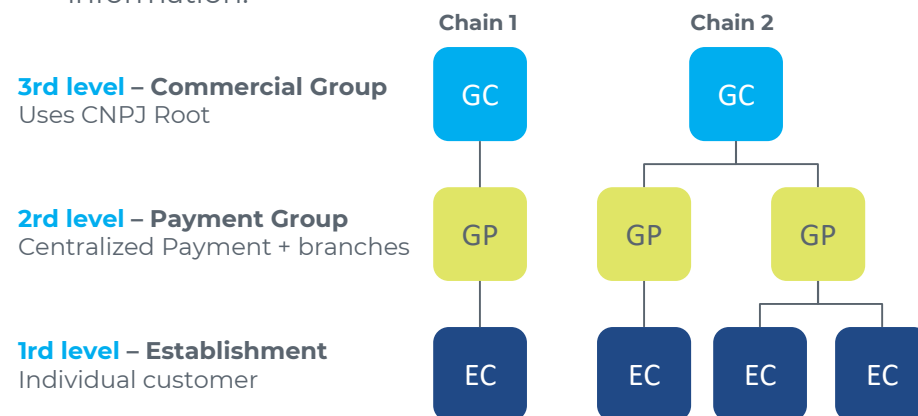 information.
Chain 1
Chain 2
3rd level – Commercial Group
Uses CNPJ Root
GC
GC
2rd level – Payment Group
Centralized Payment + branches
GP
GP
GP
1rd level – Establishment
Individual customer
EC
EC
EC
EC